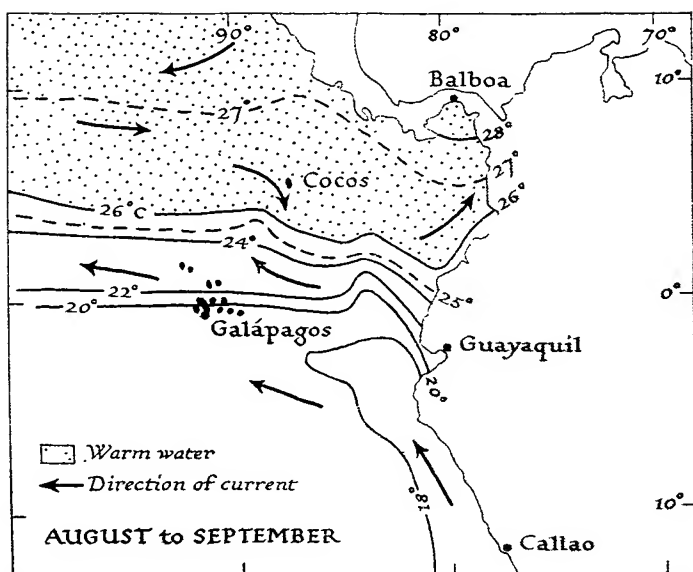 90° 80° 70°
10°
Balboa
27°
28°
Cocos
27°
26°C 26°
24°
25°
22° 0°
20°
Galápagos
Guayaquil
20°
Warm water
Direction of current
18°
10°
AUGUST to SEPTEMBER
Callao